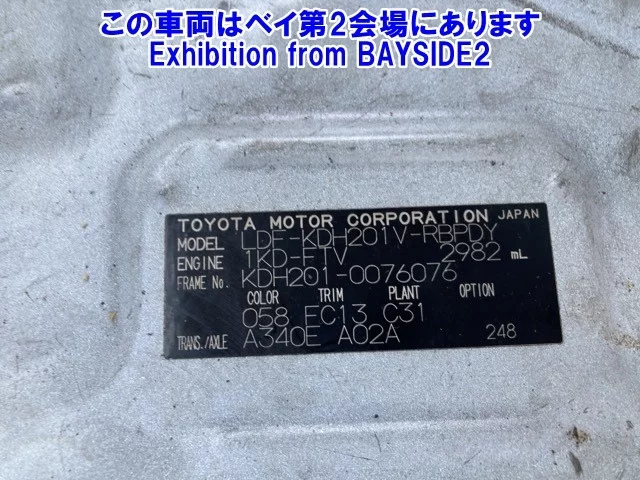 この車両はベイ第2会場にあります
Exhibition from BAYSIDE2
TOYOTA MOTOR CORPORATION JAPAN
MODEL LDF-KDH201V-RBPDY
ENGINE 1KD-FTV 2982 mL
FRAME No. KDH201-0076076
COLOR TRIM PLANT OPTION
058 FC13 C31
TRANS./AXLE A340E A02A 248